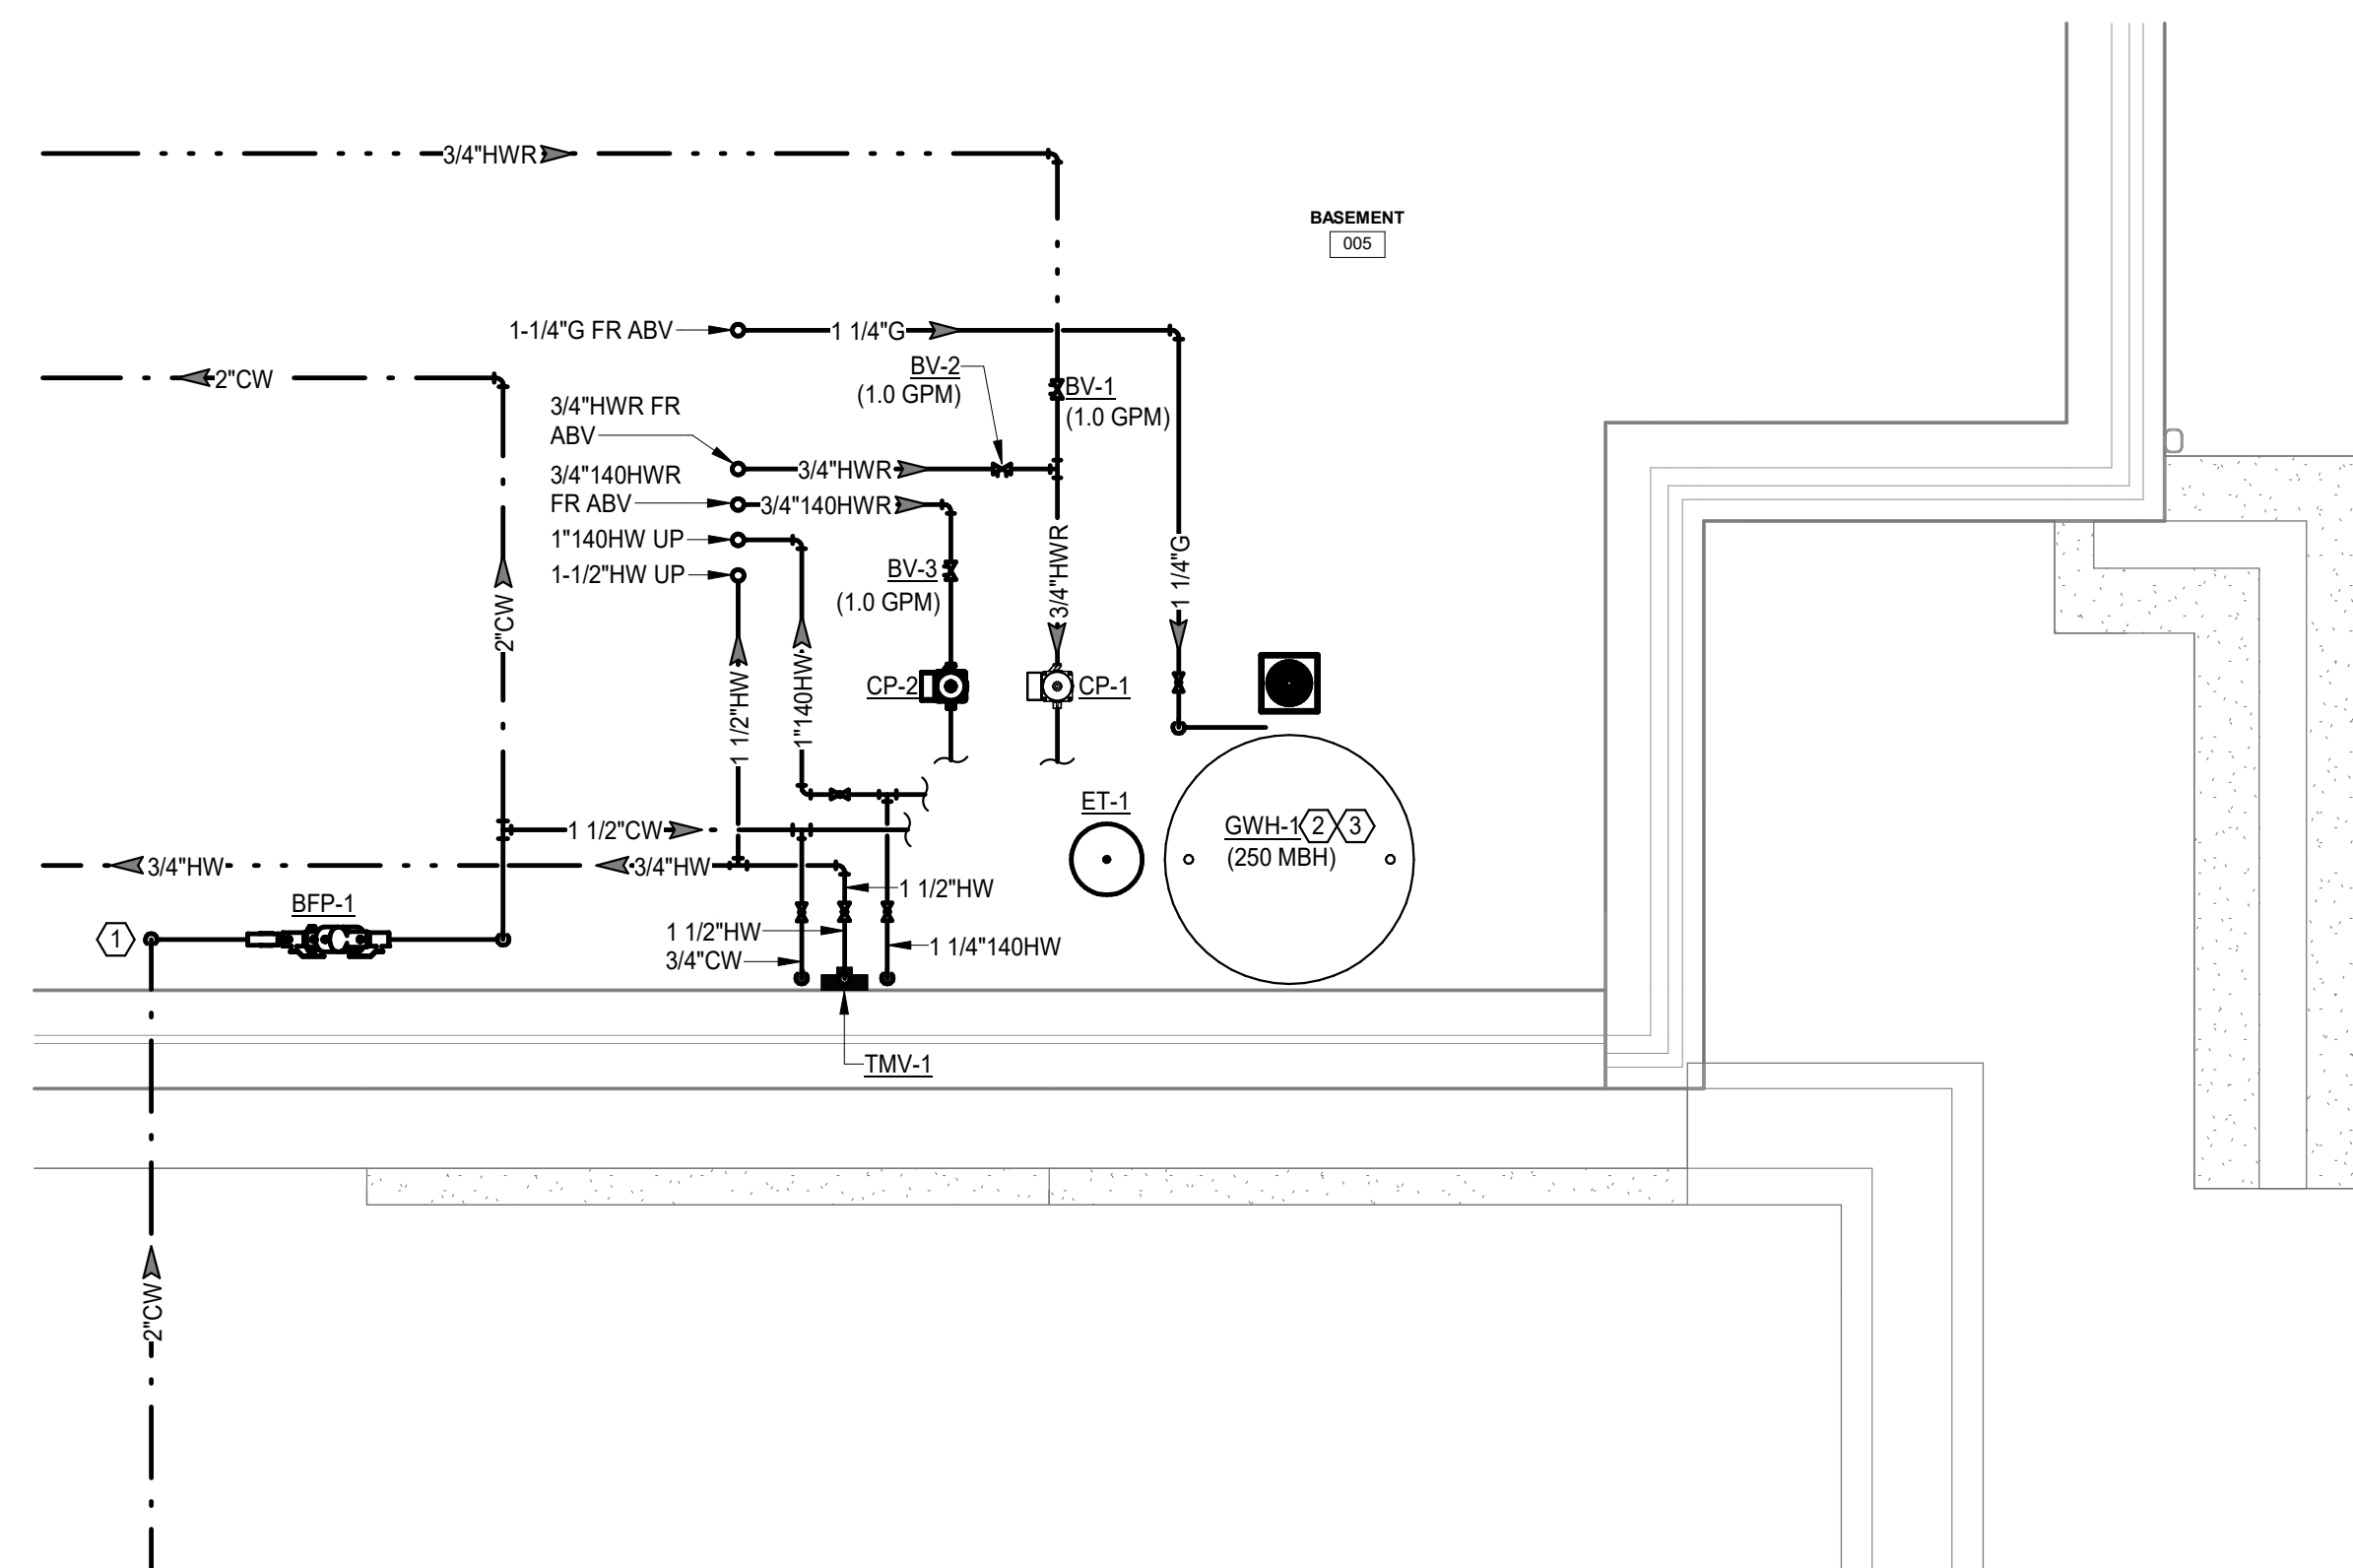 3/4"HWR
BASEMENT
005
1-1/4"G FR ABV
1 1/4"G
2"CW
BV-2
(1.0 GPM)
BV-1
(1.0 GPM)
3/4"HWR FR
ABV
3/4"HWR
3/4"140HWR
FR ABV
3/4"140HWR
1"140HW UP
1-1/2"HW UP
BV-3
(1.0 GPM)
3/4"HWR
1 1/4"G
2"CW
1 1/2"HW
1"140HW
CP-2
CP-1
ET-1
GWH-1
2
3
(250 MBH)
1 1/2"CW
3/4"HW
3/4"HW
1 1/2"HW
BFP-1
1
1 1/2"HW
3/4"CW
1 1/4"140HW
TMV-1
2"CW